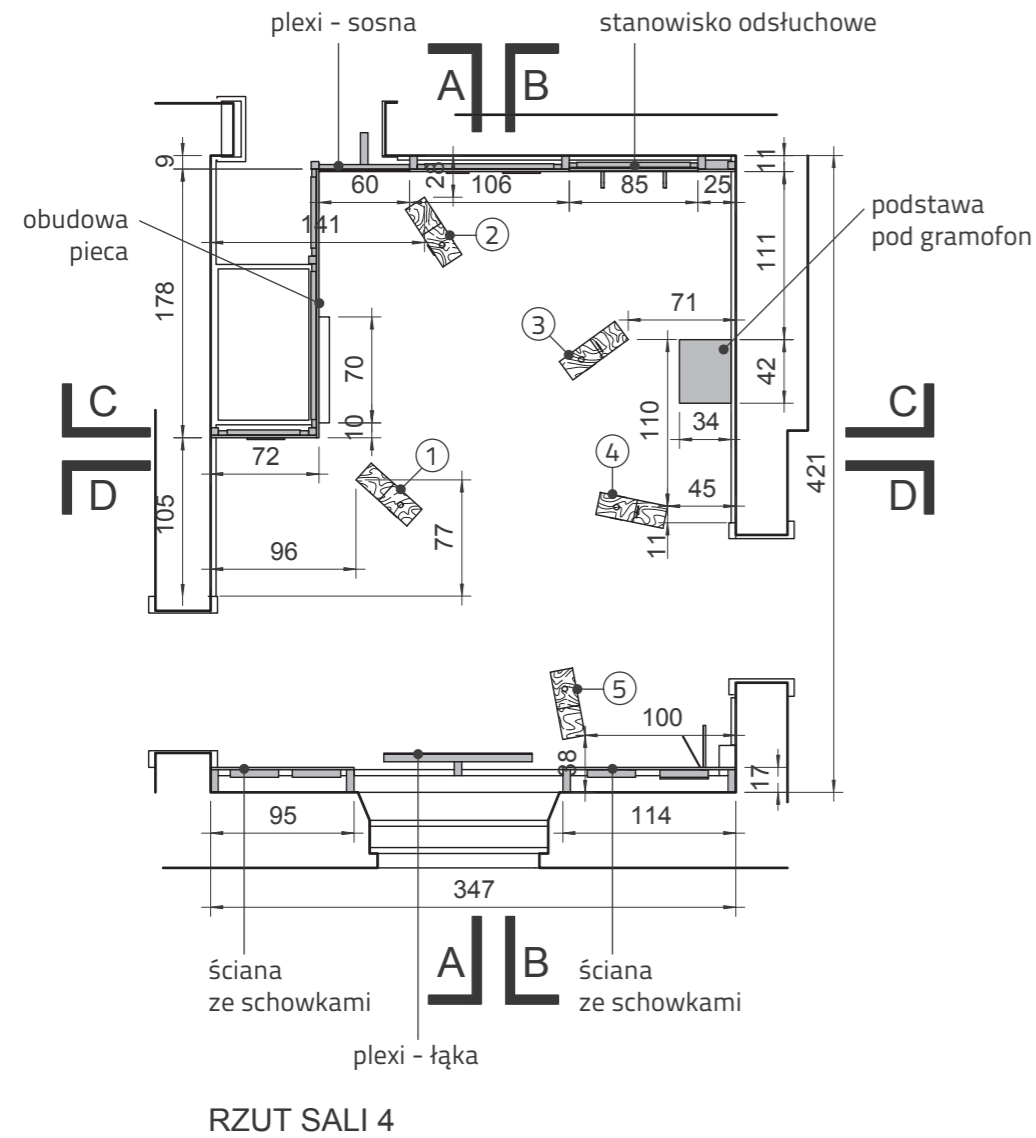 plexi - sosna
stanowisko odsłuchowe
A
B
9
60
28
106
85
25
11
obudowa
pieca
141
2
podstawa
pod gramofon
178
111
3
71
70
42
C
C
10
110
34
72
1
4
421
D
D
105
45
96
77
11
5
100
38
17
95
114
347
A
B
ściana
ze schowkami
ściana
ze schowkami
plexi - łąka
RZUT SALI 4